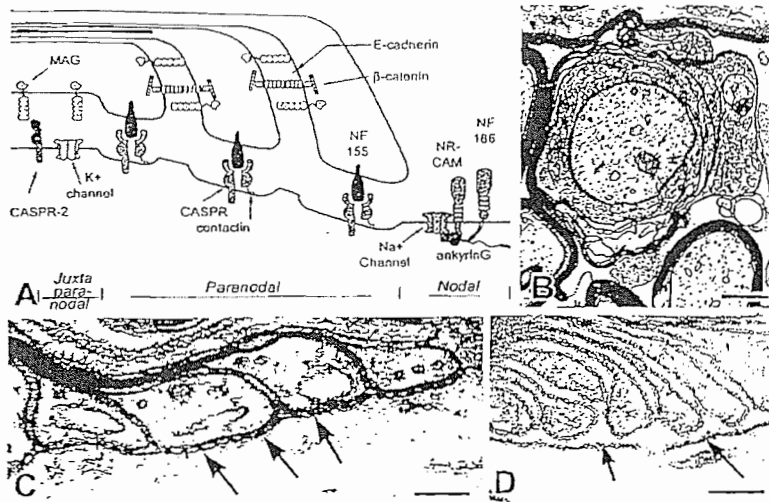 E-cadherin
MAG
β-catenin
NF
155
NR-
CAM
NF
186
K+
channel
CASPR-2
CASPR
contactin
Na+
Channel
ankyrinG
A
Juxta
para-
nodal
Paranodal
Nodal
B
C
D